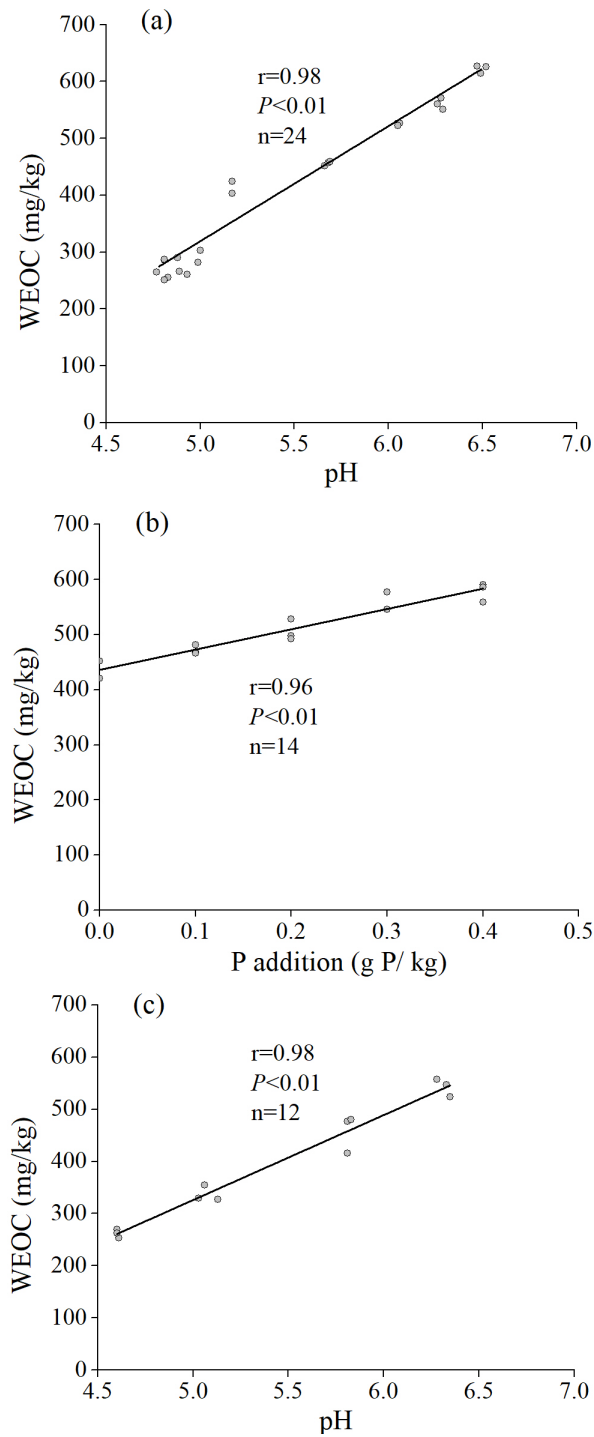 (a)
700
600
500
400
300
200
100
0
WEOC (mg/kg)
r=0.98
P<0.01
n=24
4.5 5.0 5.5 6.0 6.5 7.0
pH
(b)
700
600
500
400
300
200
100
0
WEOC (mg/kg)
r=0.96
P<0.01
n=14
0.0 0.1 0.2 0.3 0.4 0.5
P addition (g P/ kg)
(c)
700
600
500
400
300
200
100
0
WEOC (mg/kg)
r=0.98
P<0.01
n=12
4.5 5.0 5.5 6.0 6.5 7.0
pH